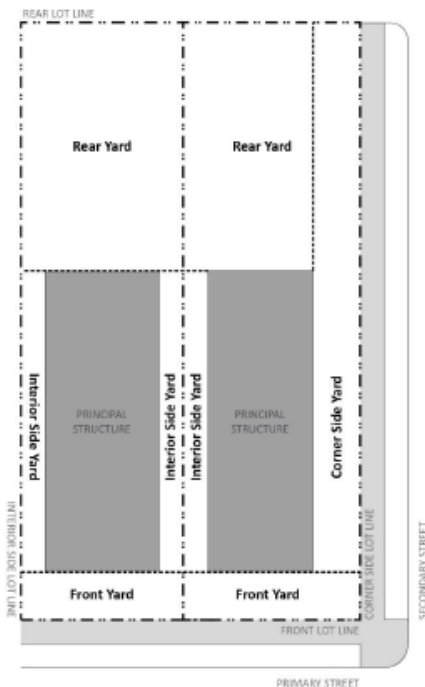 REAR LOT LINE
Rear Yard
Rear Yard
Interior Side Yard
PRINCIPAL
STRUCTURE
Interior Side Yard
Interior Side Yard
PRINCIPAL
STRUCTURE
Corner Side Yard
INTERIOR SIDE LOT LINE
CORNER SIDE LOT LINE
SECONDARY STREET
Front Yard
Front Yard
FRONT LOT LINE
PRIMARY STREET